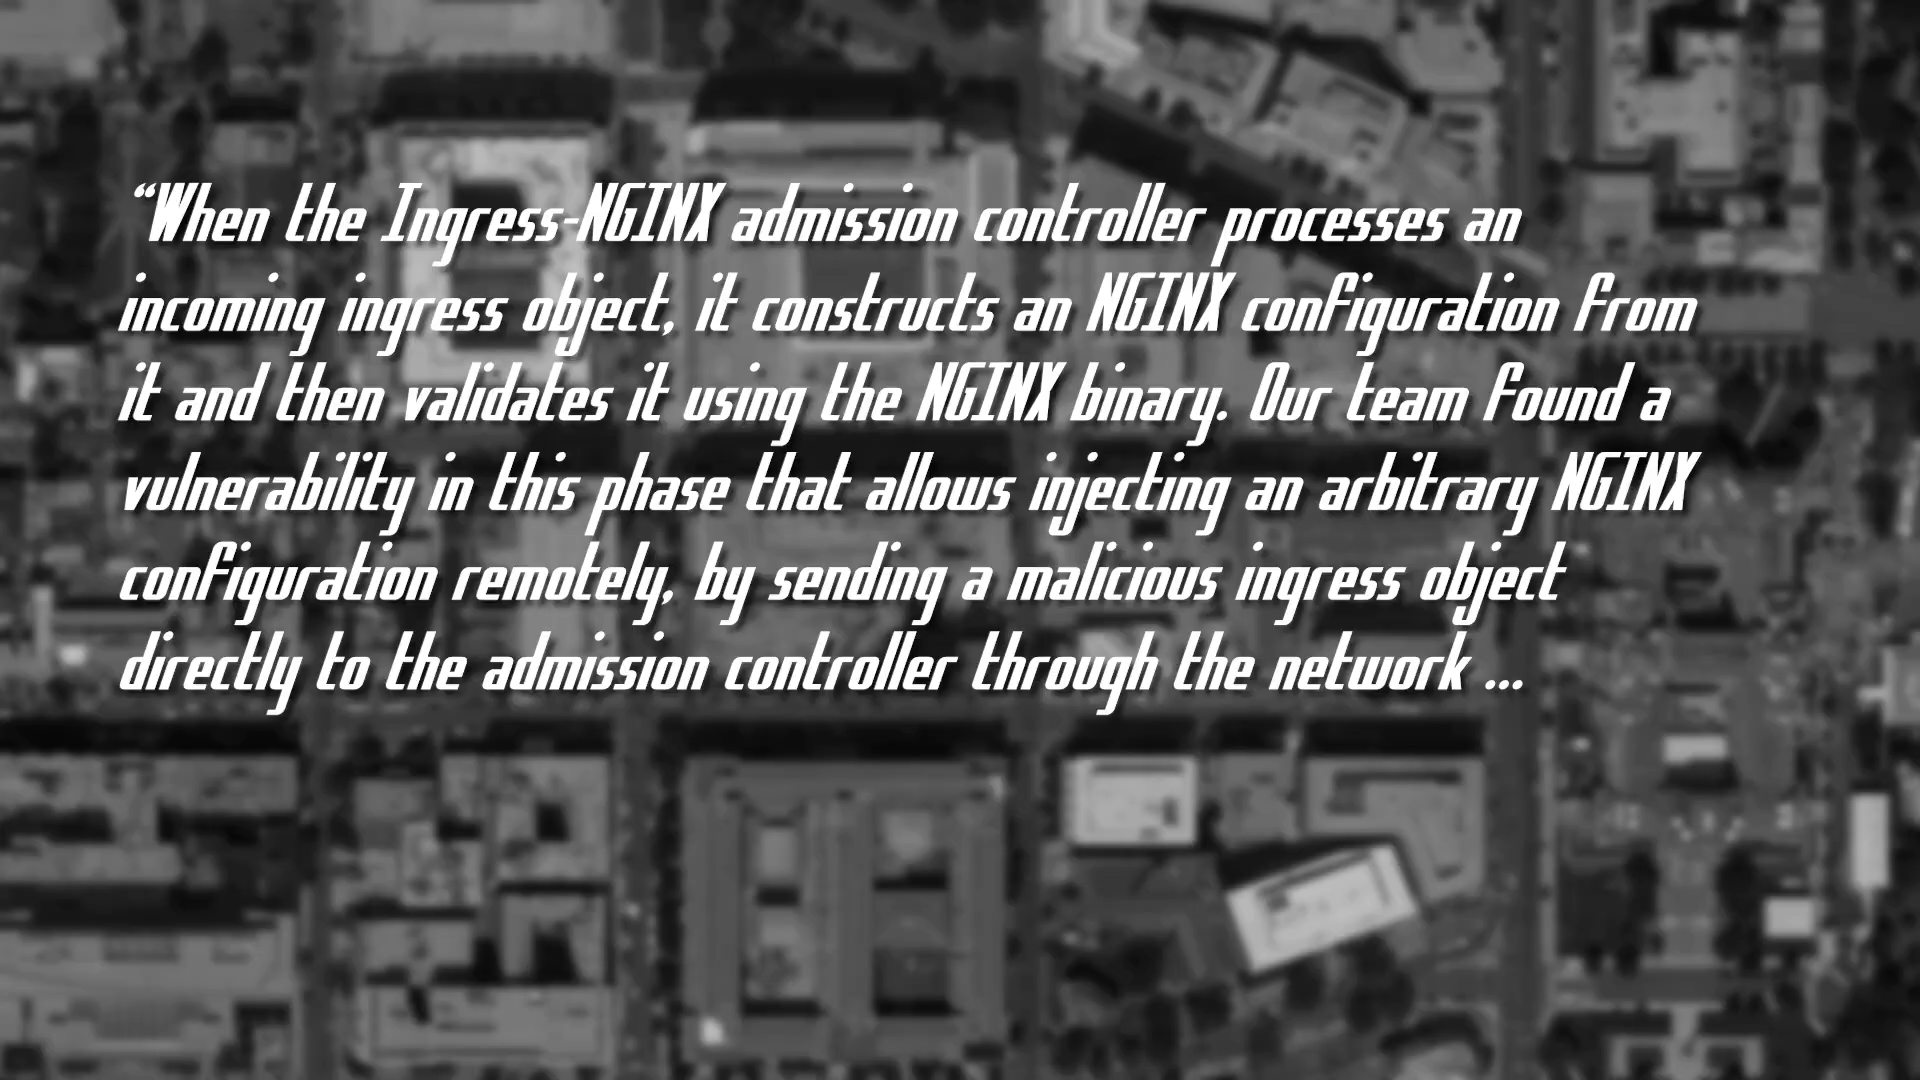 “When the Ingress-NGINX admission controller processes an
incoming ingress object, it constructs an NGINX configuration from
it and then validates it using the NGINX binary. Our team found a
vulnerability in this phase that allows injecting an arbitrary NGINX
configuration remotely, by sending a malicious ingress object
directly to the admission controller through the network ...